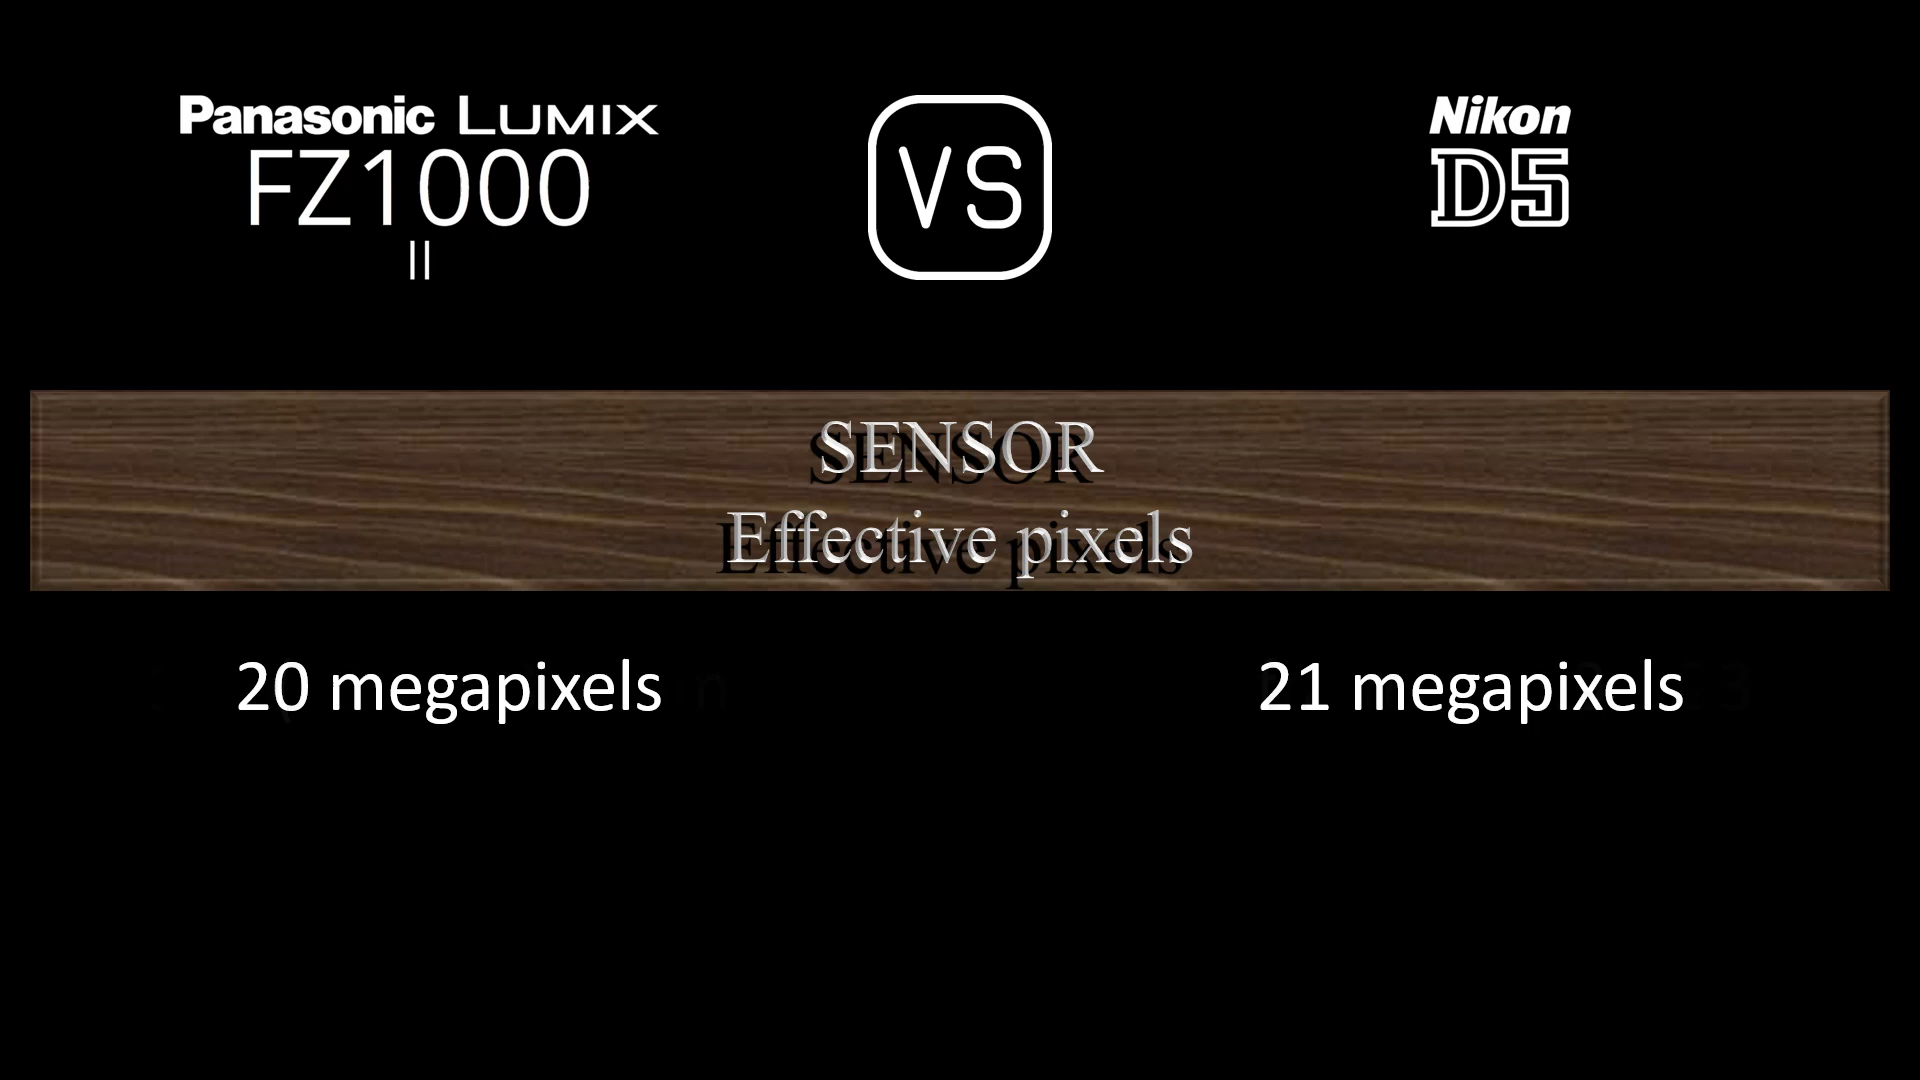 Panasonic LUMIX
FZ1000
II
VS
Nikon
D5
SENSOR
Effective pixels
20 megapixels
21 megapixels